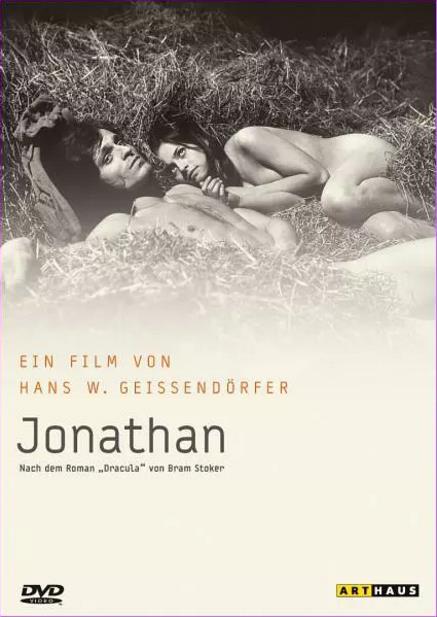 EIN FILM VON
HANS W. GEISSENDÖRFER
Jonathan
Nach dem Roman „Dracula“ von Bram Stoker
DVD
VIDEO
ARTHAUS